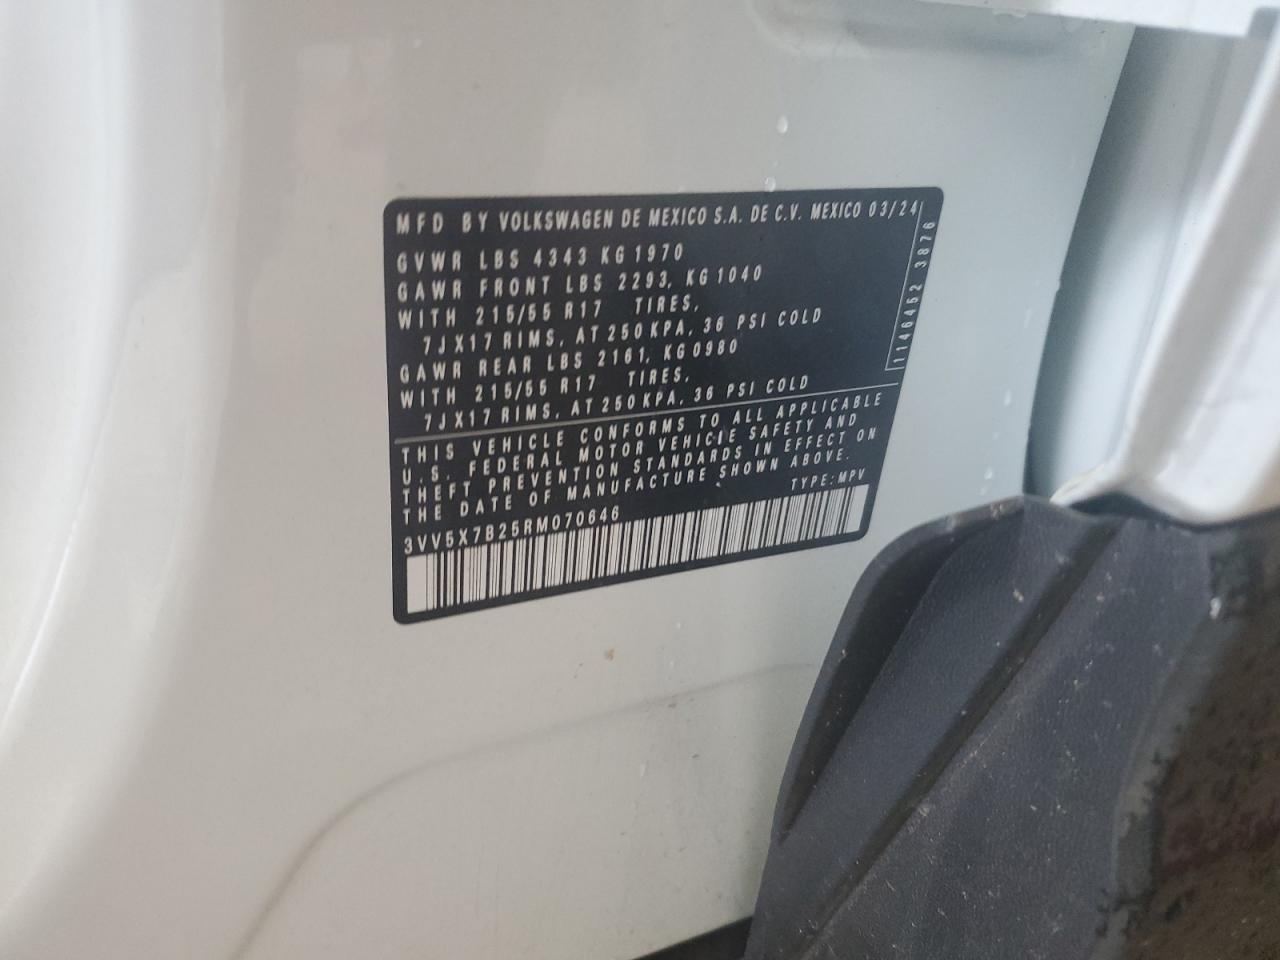 MFD BY VOLKSWAGEN DE MEXICO S.A. DE C.V. MEXICO 03/24
GVWR LBS 4343 KG 1970
GAWR FRONT LBS 2293, KG 1040
WITH 215/55 R17 TIRES,
7JX17 RIMS, AT 250 KPA, 36 PSI COLD
GAWR REAR LBS 2161, KG 0980
WITH 215/55 R17 TIRES,
7JX17 RIMS, AT 250 KPA, 36 PSI COLD
1146452 3876
THIS VEHICLE CONFORMS TO ALL APPLICABLE
U.S. FEDERAL MOTOR VEHICLE SAFETY AND
THEFT PREVENTION STANDARDS IN EFFECT ON
THE DATE OF MANUFACTURE SHOWN ABOVE.
TYPE: MPV
3VV5X7B25RM070646